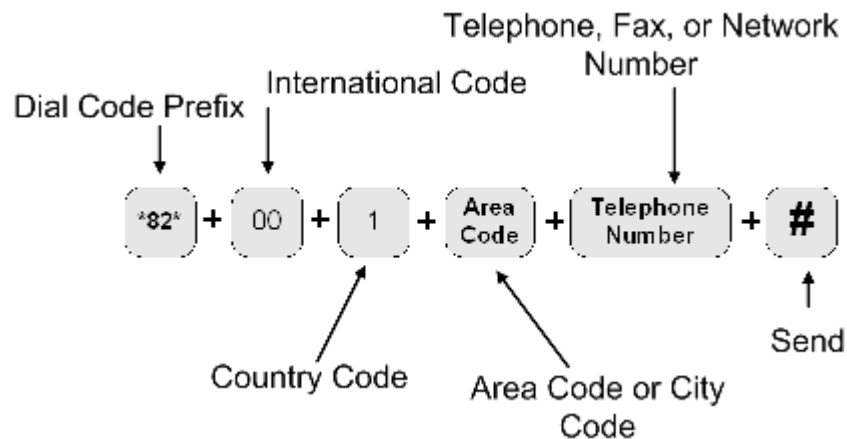 Telephone, Fax, or Network
Number
International Code
Dial Code Prefix
*82* + 00 + 1 + Area Code + Telephone Number + #
Send
Country Code
Area Code or City
Code